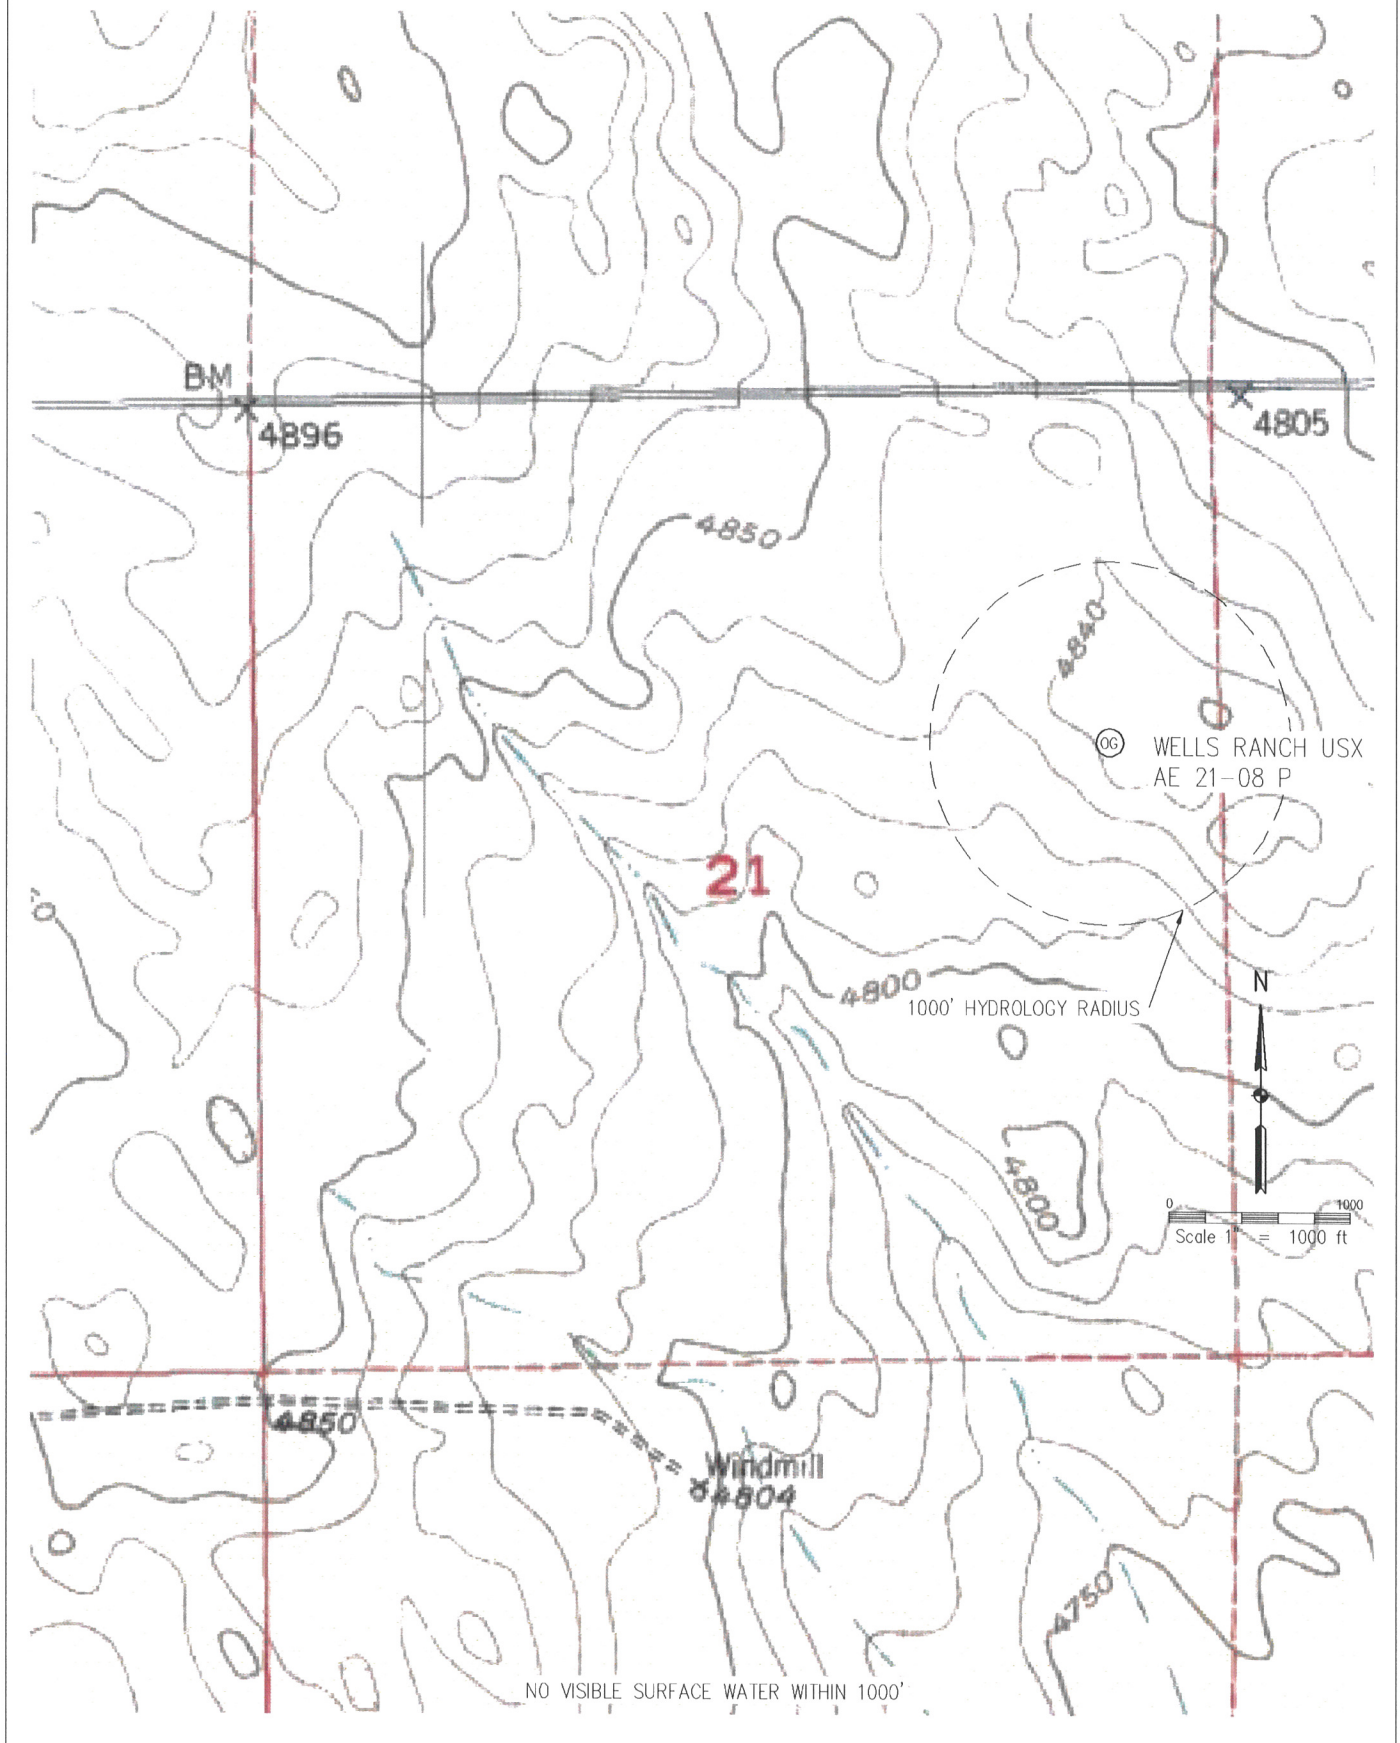 BM
4896
4805
4850
4840
OG
WELLS RANCH USX
AE 21-08 P
21
0
4800
1000' HYDROLOGY RADIUS
N
4800
0 1000
Scale 1" = 1000 ft
4850
Windmill
4804
4750
NO VISIBLE SURFACE WATER WITHIN 1000'